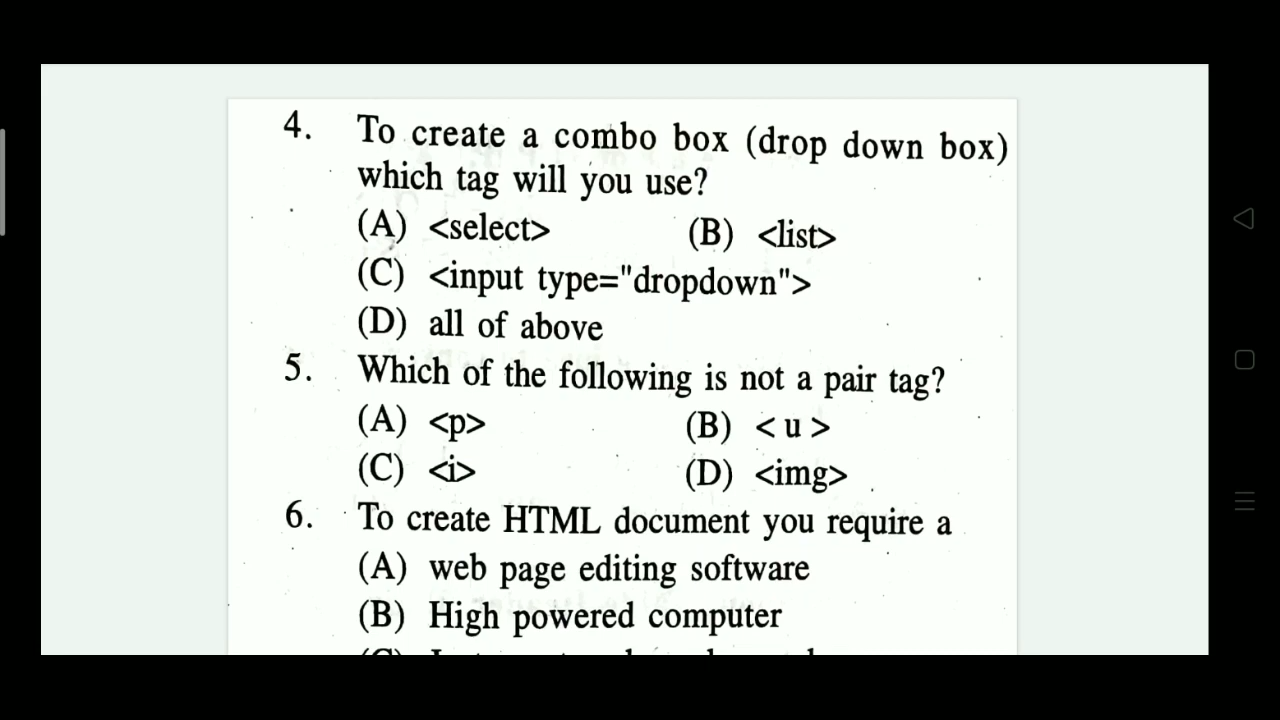 4. To create a combo box (drop down box)
which tag will you use?
(A) <select> (B) <list>
(C) <input type="dropdown">
(D) all of above
5. Which of the following is not a pair tag?
(A) <p> (B) < u >
(C) <i> (D) <img>
6. To create HTML document you require a
(A) web page editing software
(B) High powered computer